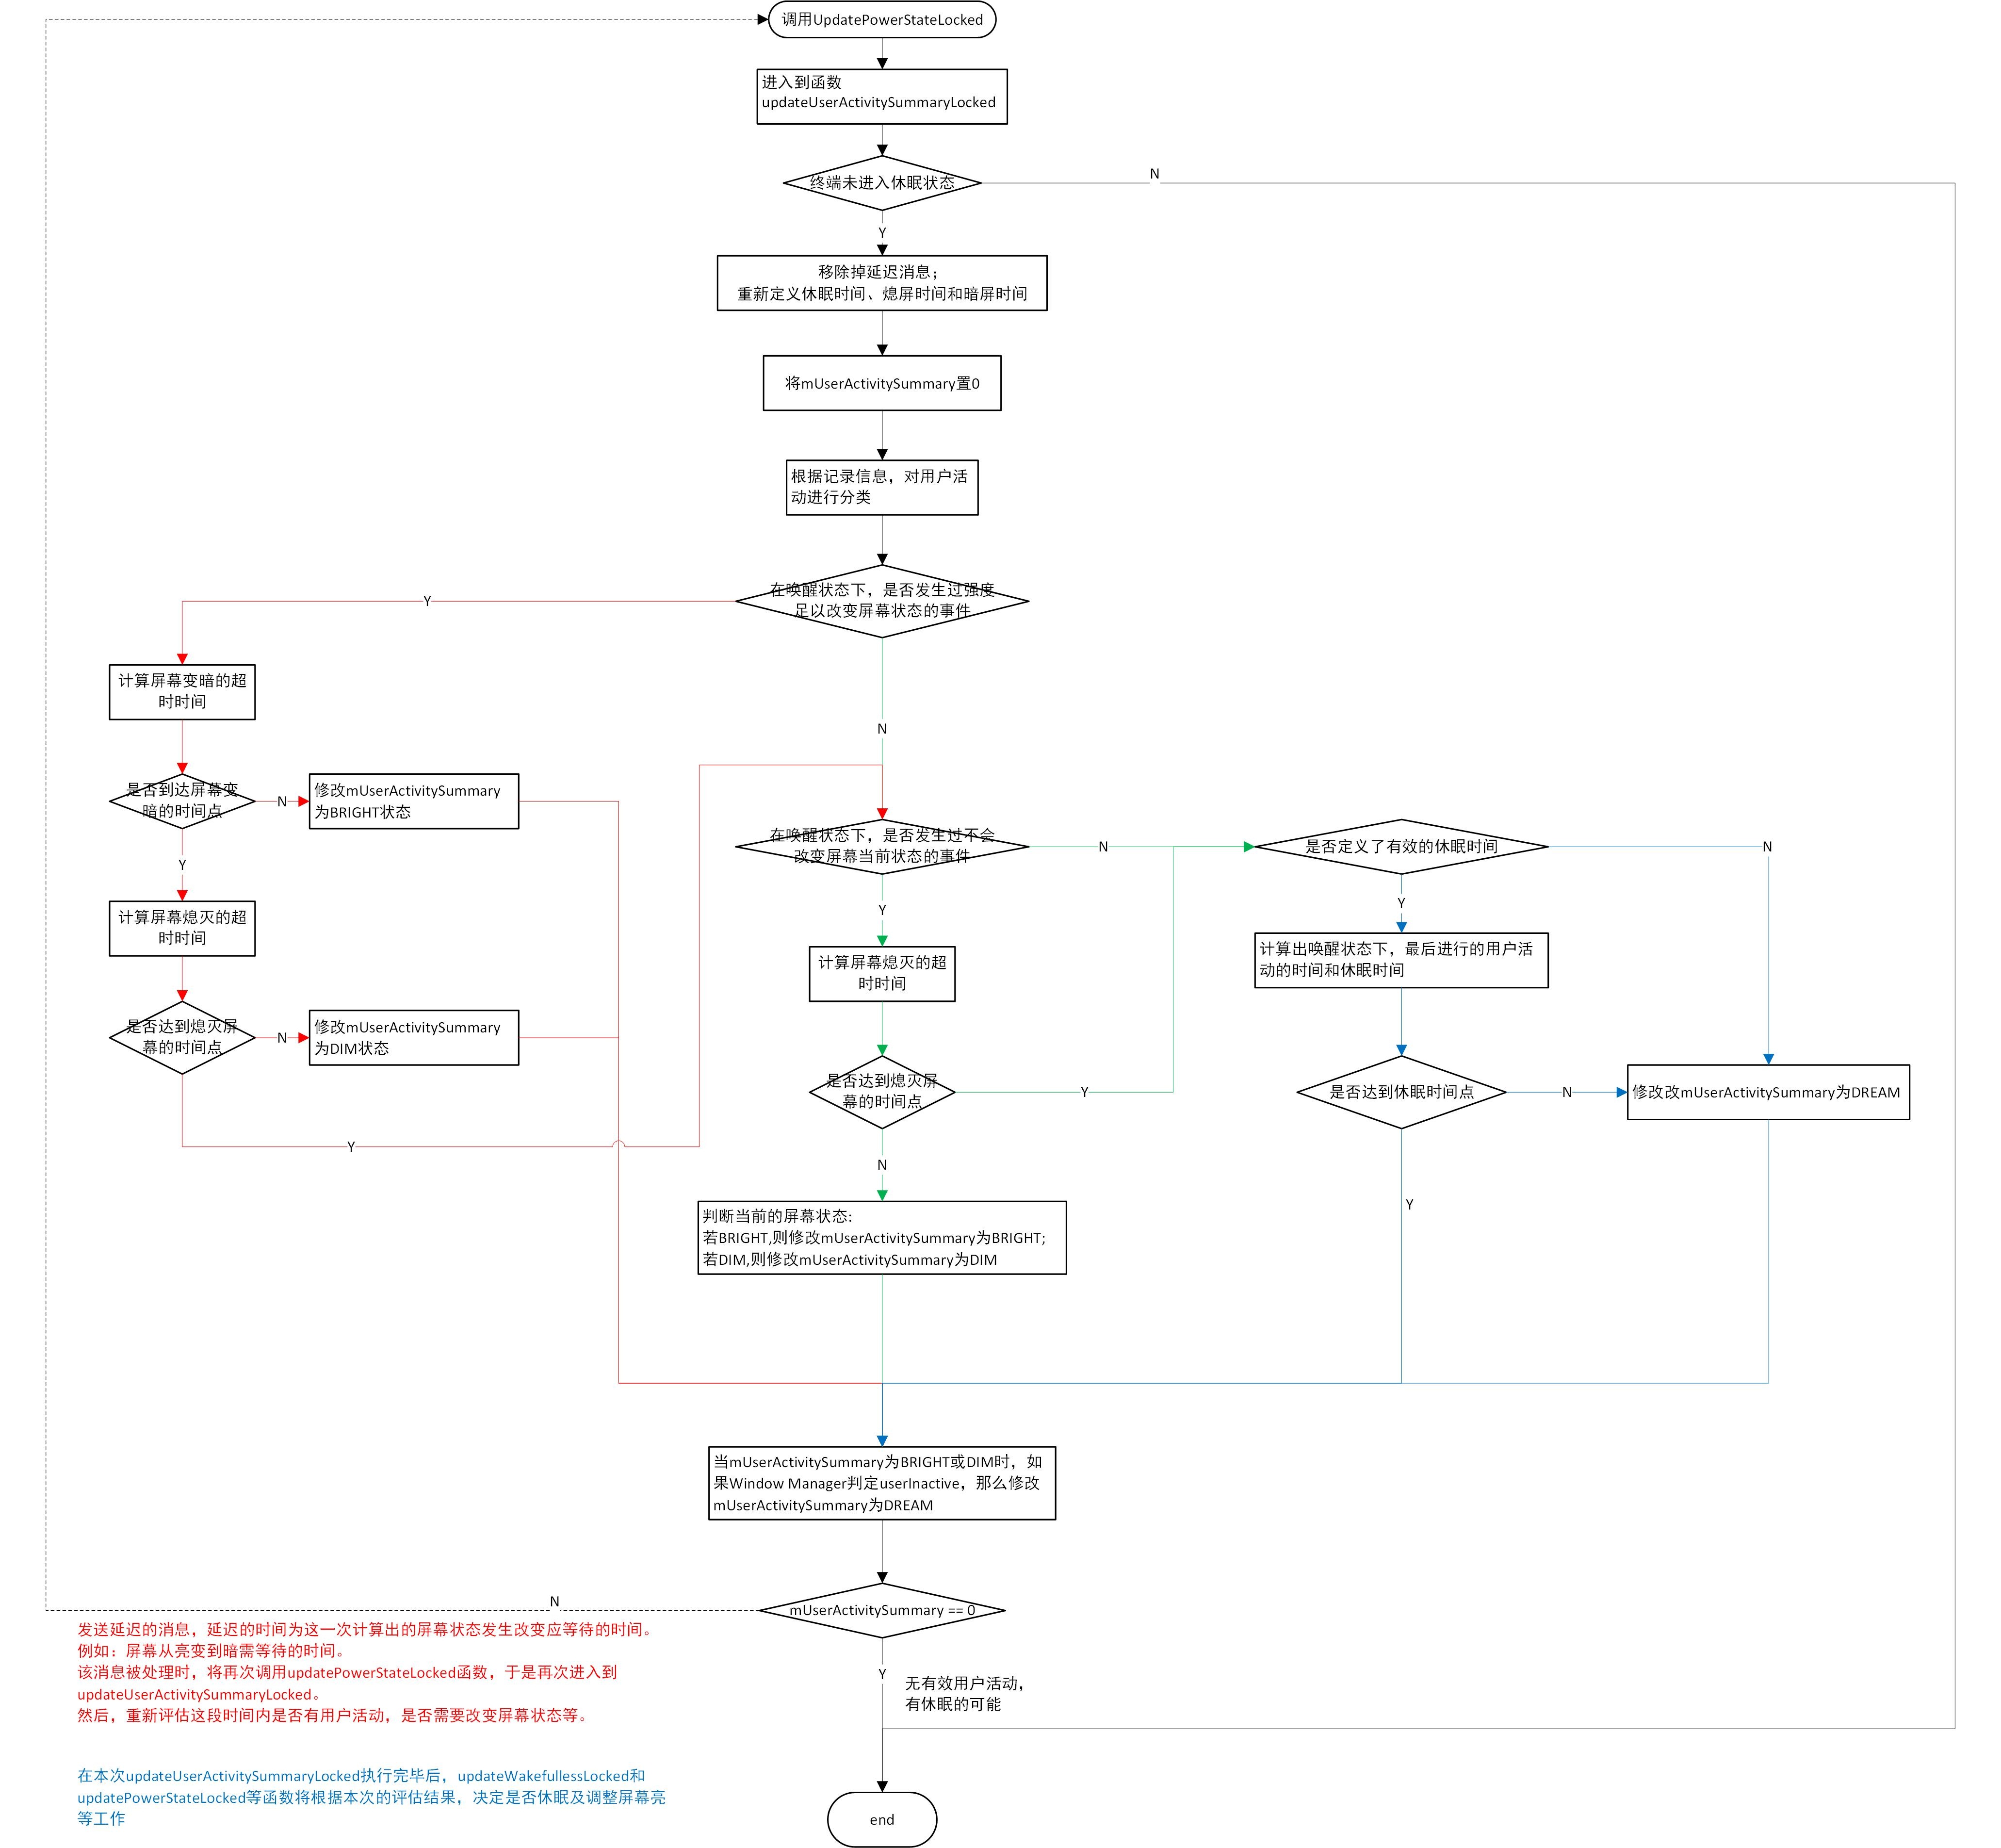 调用UpdatePowerStateLocked
进入到函数
updateUserActivitySummaryLocked
终端未进入休眠状态
N
Y
移除掉延迟消息；
重新定义休眠时间、熄屏时间和暗屏时间
将mUserActivitySummary置0
根据记录信息，对用户活
动进行分类
在唤醒状态下，是否发生过强度
足以改变屏幕状态的事件
Y
N
计算屏幕变暗的超
时时间
是否到达屏幕变
暗的时间点
N
修改mUserActivitySummary
为BRIGHT状态
Y
计算屏幕熄灭的超
时时间
是否达到熄灭屏
幕的时间点
N
修改mUserActivitySummary
为DIM状态
Y
在唤醒状态下，是否发生过不会
改变屏幕当前状态的事件
N
Y
计算屏幕熄灭的超
时时间
是否达到熄灭屏
幕的时间点
Y
N
判断当前的屏幕状态:
若BRIGHT,则修改mUserActivitySummary为BRIGHT;
若DIM,则修改mUserActivitySummary为DIM
是否定义了有效的休眠时间
N
Y
计算出唤醒状态下，最后进行的用户活
动的时间和休眠时间
是否达到休眠时间点
N
修改改mUserActivitySummary为DREAM
Y
当mUserActivitySummary为BRIGHT或DIM时，如
果Window Manager判定userInactive，那么修改
mUserActivitySummary为DREAM
mUserActivitySummary == 0
N
发送延迟的消息，延迟的时间为这一次计算出的屏幕状态发生改变应等待的时间。
例如：屏幕从亮变到暗需等待的时间。
该消息被处理时，将再次调用updatePowerStateLocked函数，于是再次进入到
updateUserActivitySummaryLocked。
然后，重新评估这段时间内是否有用户活动，是否需要改变屏幕状态等。
Y
无有效用户活动，
有休眠的可能
在本次updateUserActivitySummaryLocked执行完毕后，updateWakefullessLocked和
updatePowerStateLocked等函数将根据本次的评估结果，决定是否休眠及调整屏幕亮
等工作
end